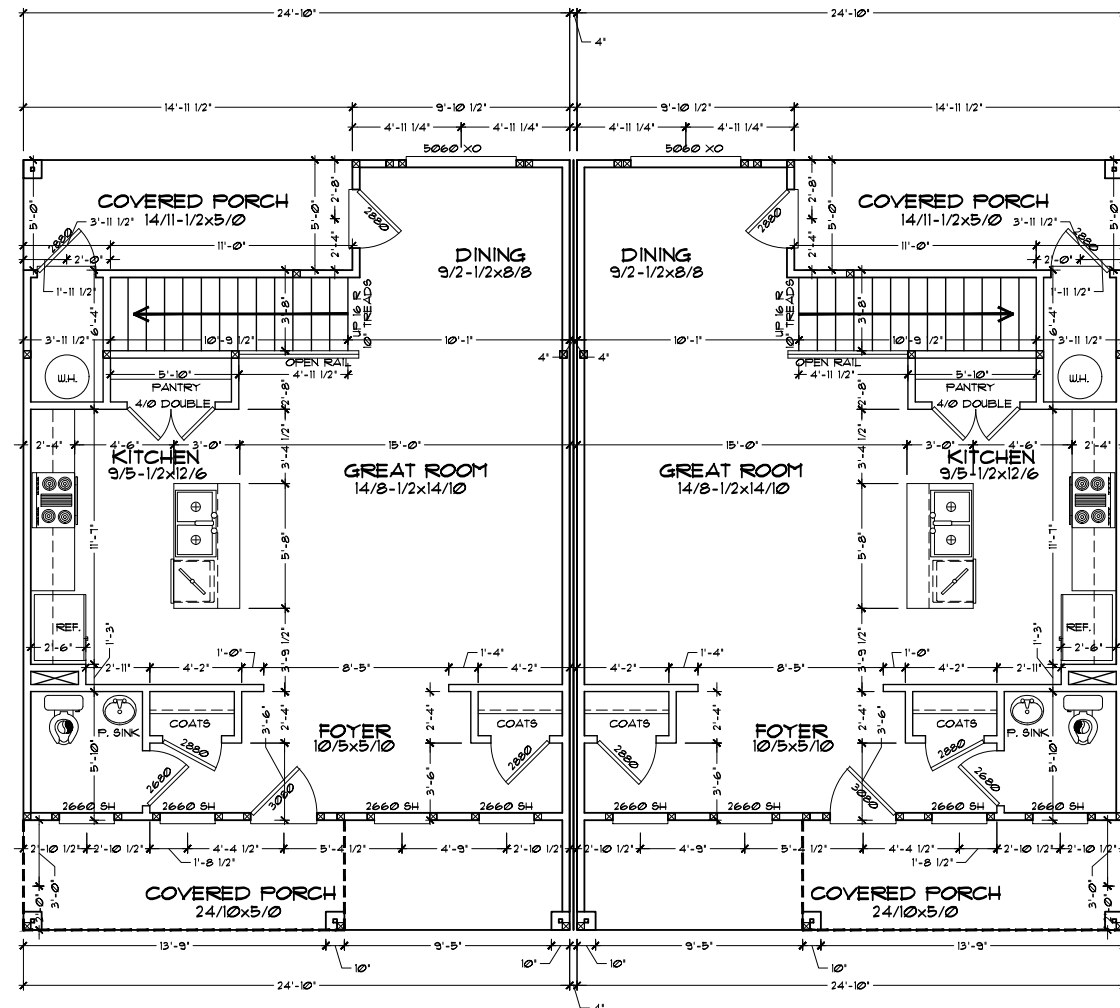 24'-10" 24'-10"
4"
14'-11 1/2" 9'-10 1/2" 9'-10 1/2" 14'-11 1/2"
4'-11 1/4" 4'-11 1/4" 4'-11 1/4" 4'-11 1/4"
5060 XO 5060 XO
COVERED PORCH COVERED PORCH
14/11-1/2x5/0 14/11-1/2x5/0
5'-0" 5'-0" 2'-8" 2'-8" 5'-0" 5'-0"
3'-11 1/2" 3'-11 1/2"
2880 2880 2880 2880
11'-0" 2'-4" 2'-4" 11'-0"
DINING DINING
9/2-1/2x8/8 9/2-1/2x8/8
2'-0" 2'-0"
1'-11 1/2" 1'-11 1/2"
6'-4" 3'-8" 3'-8" 6'-4"
UP 16 R UP 16 R
10" TREADS 10" TREADS
3'-11 1/2" 10'-9 1/2" 10'-1" 10'-1" 10'-9 1/2" 3'-11 1/2"
4" 4"
OPEN RAIL OPEN RAIL
W.H. 5'-10" 4'-11 1/2" 4'-11 1/2" 5'-10" W.H.
PANTRY PANTRY
4/0 DOUBLE 4/0 DOUBLE
2'-8" 2'-8"
2'-4" 4'-6" 3'-0" 15'-0" 15'-0" 3'-0" 4'-6" 2'-4"
3'-4 1/2" 3'-4 1/2"
KITCHEN KITCHEN
9/5-1/2x12/6 9/5-1/2x12/6
GREAT ROOM GREAT ROOM
14/8-1/2x14/10 14/8-1/2x14/10
11'-7" 5'-8" 5'-8" 11'-7"
REF. REF.
2'-6" 1'-3" 3'-9 1/2" 3'-9 1/2" 1'-3" 2'-6"
1'-0" 1'-4" 1'-4" 1'-0"
2'-11" 4'-2" 8'-5" 4'-2" 4'-2" 8'-5" 4'-2" 2'-11"
P. SINK COATS COATS COATS COATS P. SINK
2'-4" 2'-4" 2'-4" 2'-4"
3'-6" 3'-6"
FOYER FOYER
10/5x5/10 10/5x5/10
5'-10" 2880 2880 2880 2880 5'-10"
2680 3080 3'-6" 3'-6" 3080 2680
2660 SH 2660 SH 2660 SH 2660 SH 2660 SH 2660 SH 2660 SH 2660 SH
2'-10 1/2" 2'-10 1/2" 4'-4 1/2" 5'-4 1/2" 4'-9" 2'-10 1/2" 2'-10 1/2" 4'-9" 5'-4 1/2" 4'-4 1/2" 2'-10 1/2" 2'-10 1/2"
1'-8 1/2" 1'-8 1/2"
3'-0" 3'-0"
COVERED PORCH COVERED PORCH
24/10x5/0 24/10x5/0
13'-9" 9'-5" 9'-5" 13'-9"
10" 10" 10" 10"
24'-10" 24'-10"
4"